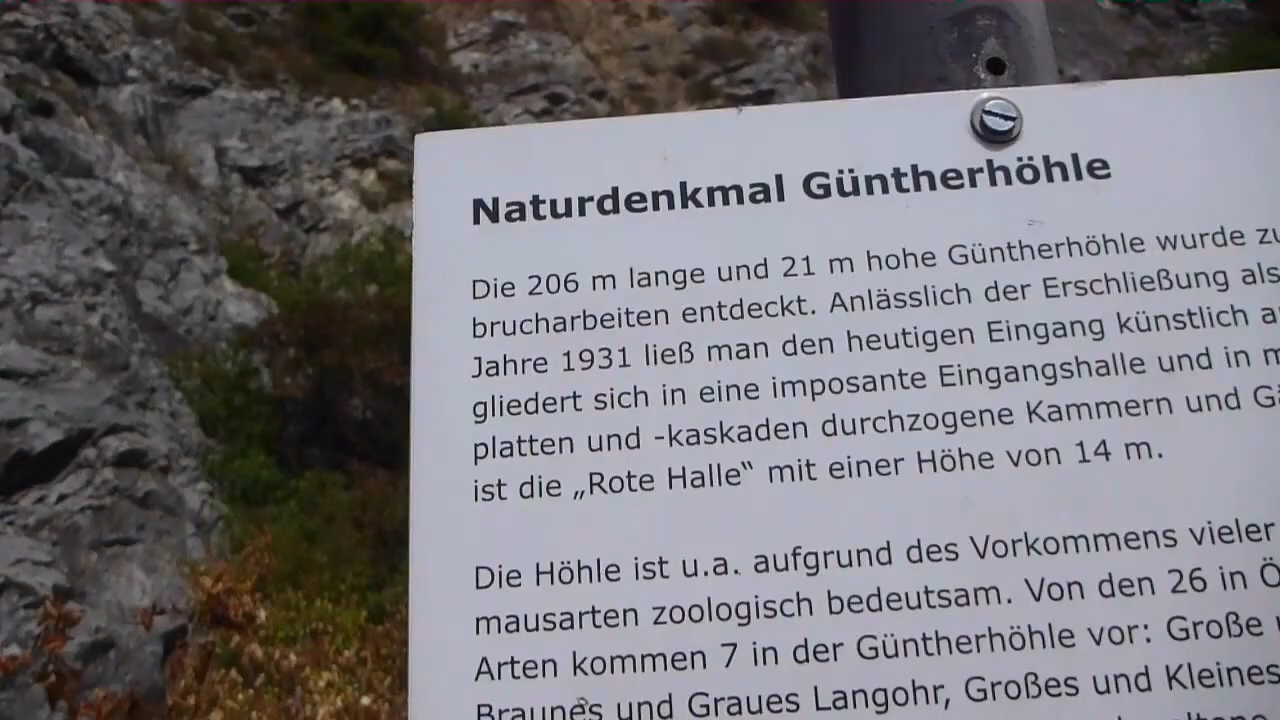 Naturdenkmal Güntherhöhle
Die 206 m lange und 21 m hohe Güntherhöhle wurde zu
brucharbeiten entdeckt. Anlässlich der Erschließung als
Jahre 1931 ließ man den heutigen Eingang künstlich a
gliedert sich in eine imposante Eingangshalle und in m
platten und -kaskaden durchzogene Kammern und Gä
ist die „Rote Halle“ mit einer Höhe von 14 m.
Die Höhle ist u.a. aufgrund des Vorkommens vieler
mausarten zoologisch bedeutsam. Von den 26 in Ö
Arten kommen 7 in der Güntherhöhle vor: Große
Braunes und Graues Langohr, Großes und Kleines